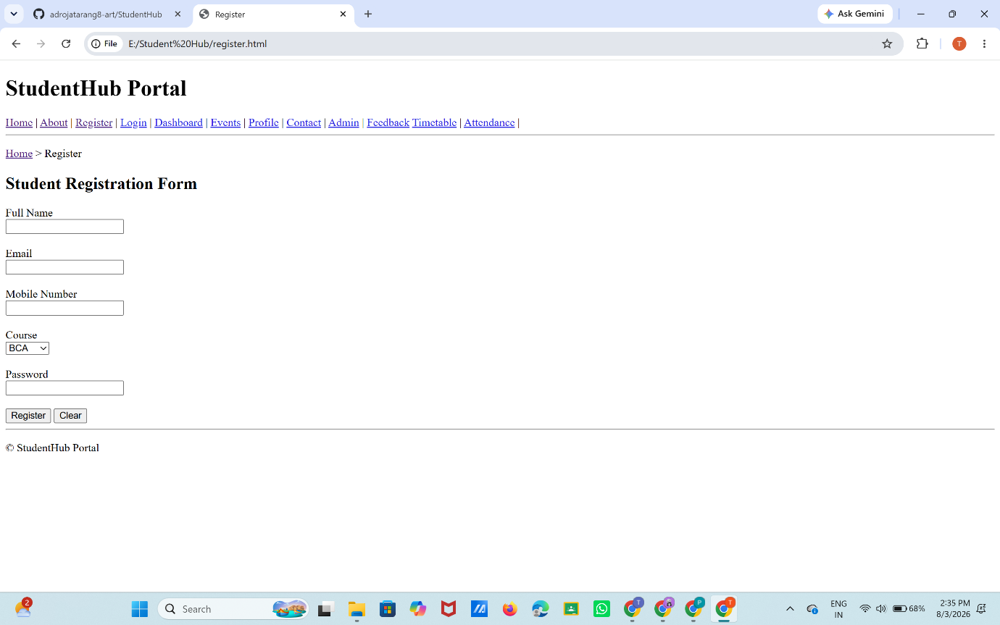 adrojatarang8-art/StudentHub
Register
Ask Gemini
File
E:/Student%20Hub/register.html
T
StudentHub Portal
Home | About | Register | Login | Dashboard | Events | Profile | Contact | Admin | Feedback Timetable | Attendance |
Home > Register
Student Registration Form
Full Name
Email
Mobile Number
Course
BCA
Password
Register Clear
© StudentHub Portal
2
Search
T
P
T
ENG
IN
68%
2:35 PM
8/3/2026